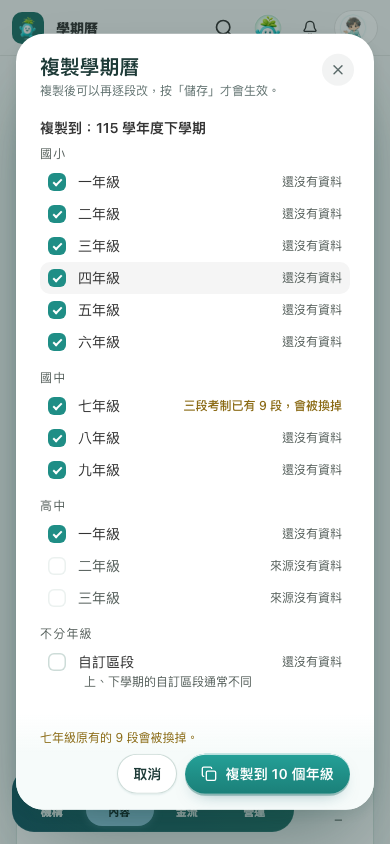 學期曆
複製學期曆
複製後可以再逐段改，按「儲存」才會生效。
複製到：115 學年度下學期
國小
一年級 還沒有資料
二年級 還沒有資料
三年級 還沒有資料
四年級 還沒有資料
五年級 還沒有資料
六年級 還沒有資料
國中
七年級 三段考制已有 9 段，會被換掉
八年級 還沒有資料
九年級 還沒有資料
高中
一年級 還沒有資料
二年級 來源沒有資料
三年級 來源沒有資料
不分年級
自訂區段 還沒有資料
上、下學期的自訂區段通常不同
七年級原有的 9 段會被換掉。
取消 複製到 10 個年級
機構 內容 金流 管理